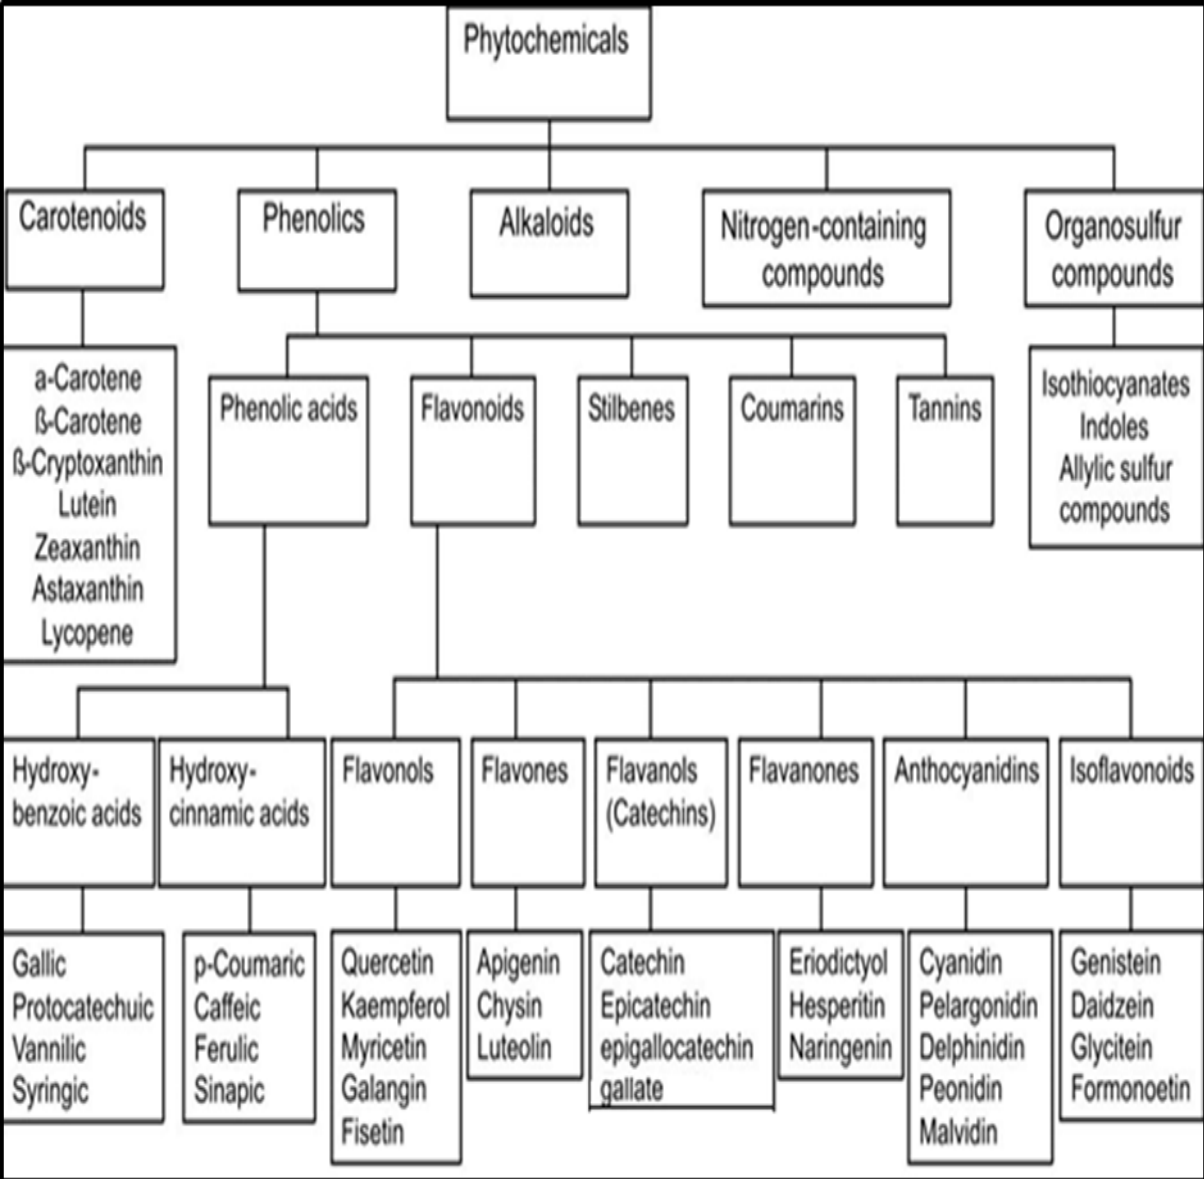 Phytochemicals
Carotenoids
Phenolics
Alkaloids
Nitrogen-containing
compounds
Organosulfur
compounds
a-Carotene
ß-Carotene
ß-Cryptoxanthin
Lutein
Zeaxanthin
Astaxanthin
Lycopene
Phenolic acids
Flavonoids
Stilbenes
Coumarins
Tannins
Isothiocyanates
Indoles
Allylic sulfur
compounds
Hydroxy-
benzoic acids
Hydroxy-
cinnamic acids
Flavonols
Flavones
Flavanols
(Catechins)
Flavanones
Anthocyanidins
Isoflavonoids
Gallic
Protocatechuic
Vannilic
Syringic
p-Coumaric
Caffeic
Ferulic
Sinapic
Quercetin
Kaempferol
Myricetin
Galangin
Fisetin
Apigenin
Chysin
Luteolin
Catechin
Epicatechin
epigallocatechin
gallate
Eriodictyol
Hesperitin
Naringenin
Cyanidin
Pelargonidin
Delphinidin
Peonidin
Malvidin
Genistein
Daidzein
Glycitein
Formonoetin